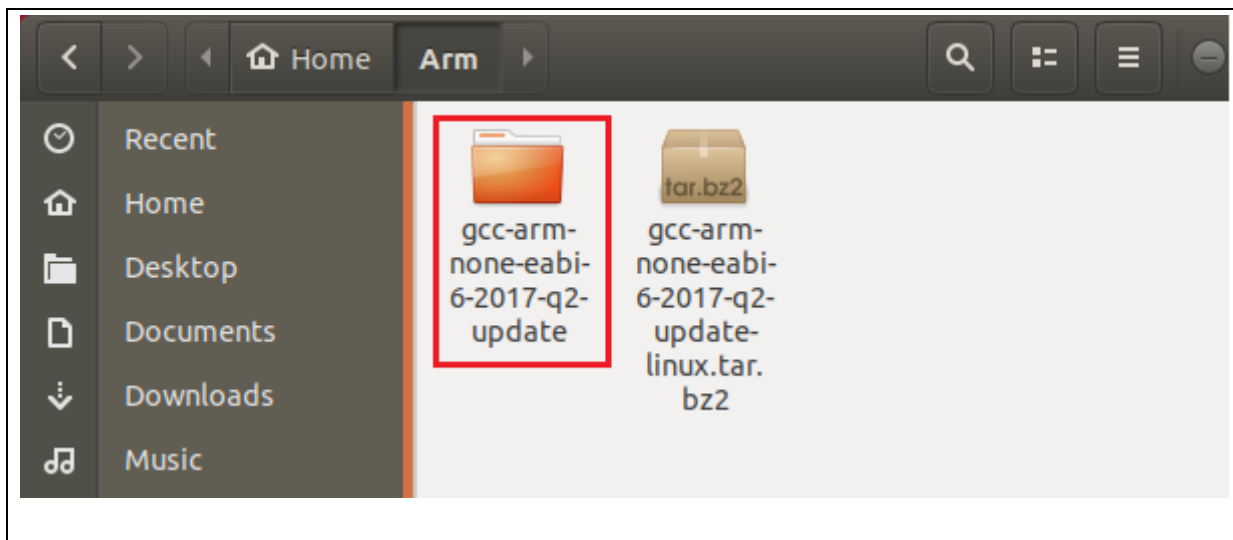 Home Arm
Recent
Home
Desktop
Documents
Downloads
Music
gcc-arm-
none-eabi-
6-2017-q2-
update
tar.bz2
gcc-arm-
none-eabi-
6-2017-q2-
update-
linux.tar.
bz2